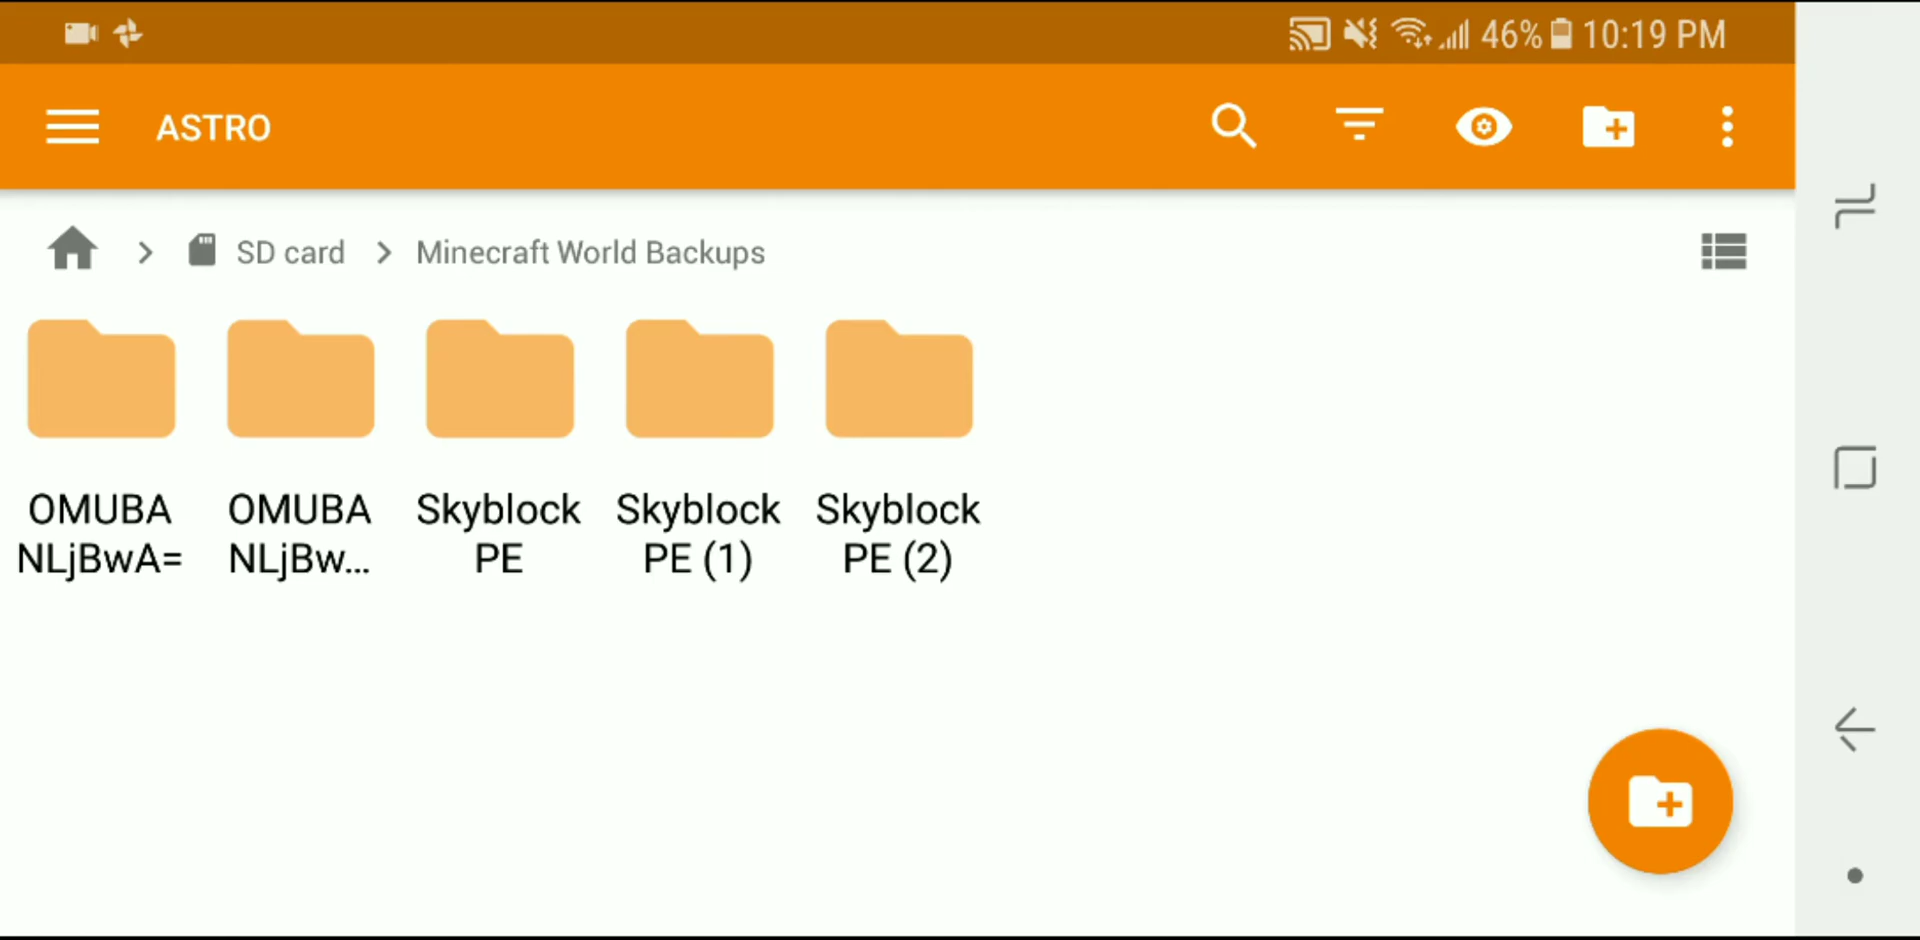 46% 10:19 PM
ASTRO
SD card Minecraft World Backups
OMUBA
NLjBwA=
OMUBA
NLjBw...
Skyblock
PE
Skyblock
PE (1)
Skyblock
PE (2)